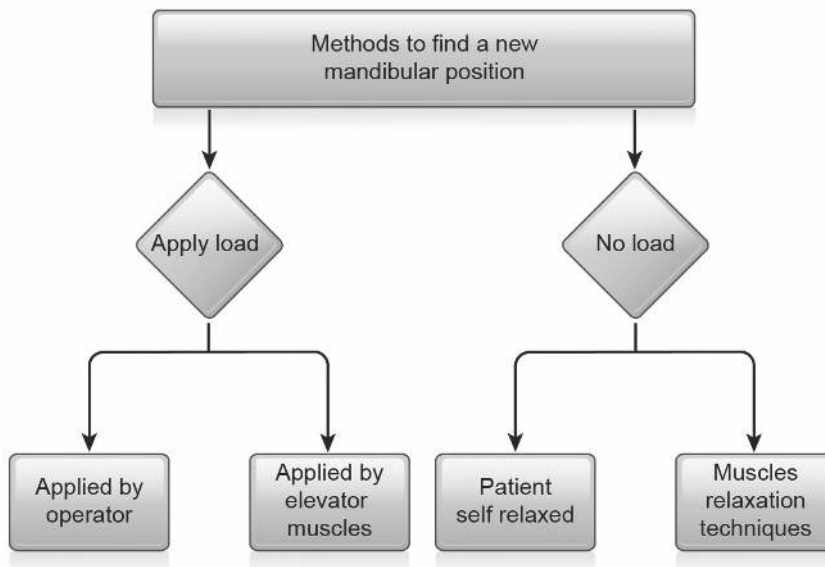 Methods to find a new
mandibular position
Apply load
No load
Applied by
operator
Applied by
elevator
muscles
Patient
self relaxed
Muscles
relaxation
techniques